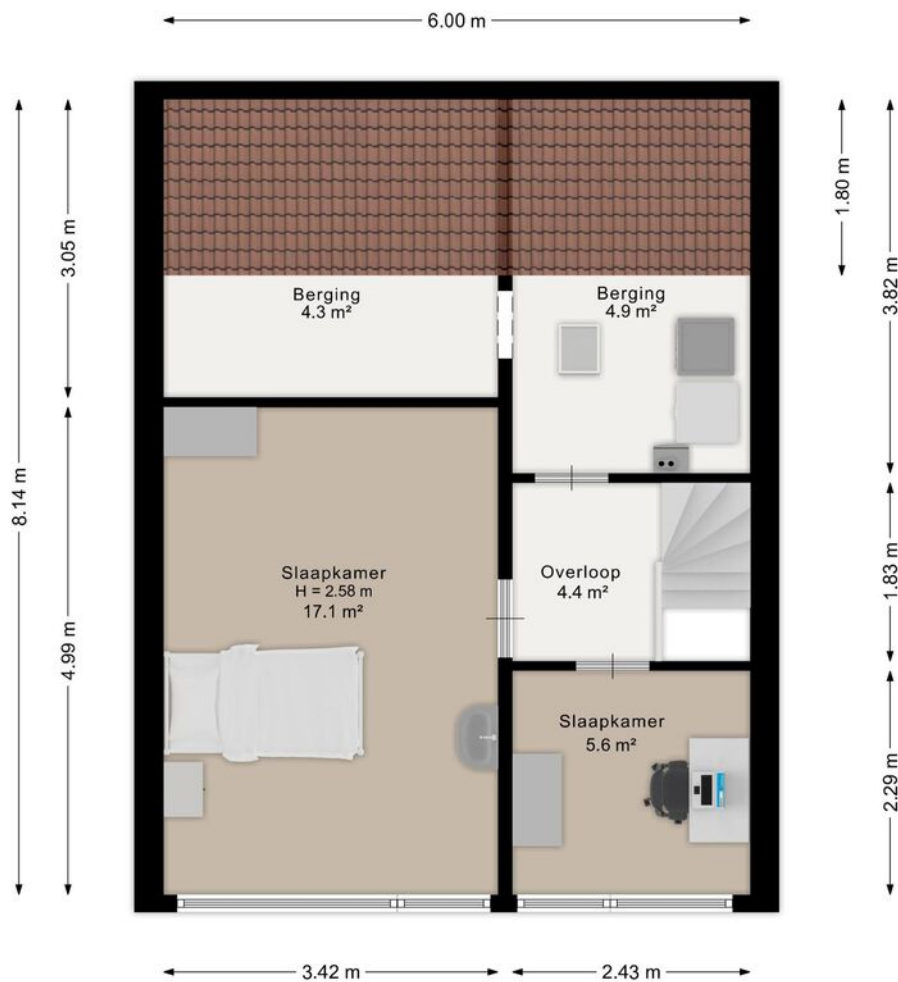 6.00 m
1.80 m
3.05 m
3.82 m
Berging
4.3 m²
Berging
4.9 m²
8.14 m
1.83 m
Slaapkamer
H = 2.58 m
17.1 m²
Overloop
4.4 m²
4.99 m
Slaapkamer
5.6 m²
2.29 m
3.42 m
2.43 m